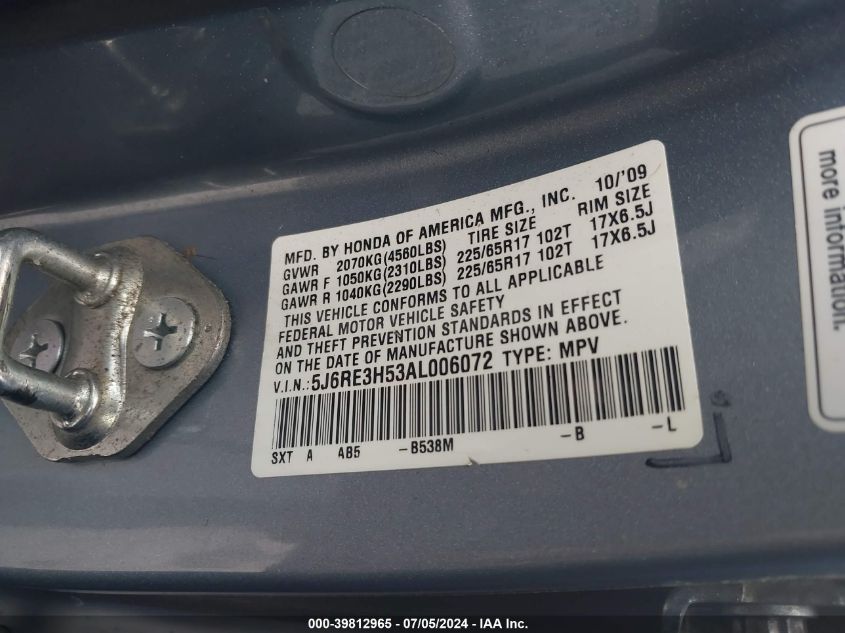 MFD. BY HONDA OF AMERICA MFG., INC. 10/'09
GVWR 2070KG(4560LBS) TIRE SIZE RIM SIZE
GAWR F 1050KG(2310LBS) 225/65R17 102T 17X6.5J
GAWR R 1040KG(2290LBS) 225/65R17 102T 17X6.5J
THIS VEHICLE CONFORMS TO ALL APPLICABLE
FEDERAL MOTOR VEHICLE SAFETY
AND THEFT PREVENTION STANDARDS IN EFFECT
ON THE DATE OF MANUFACTURE SHOWN ABOVE.
V.I.N.: 5J6RE3H53AL006072 TYPE: MPV
SXT A AB5 -B538M -B -L
more information.
000-39812965 / 07/05/2024 - IAA Inc.